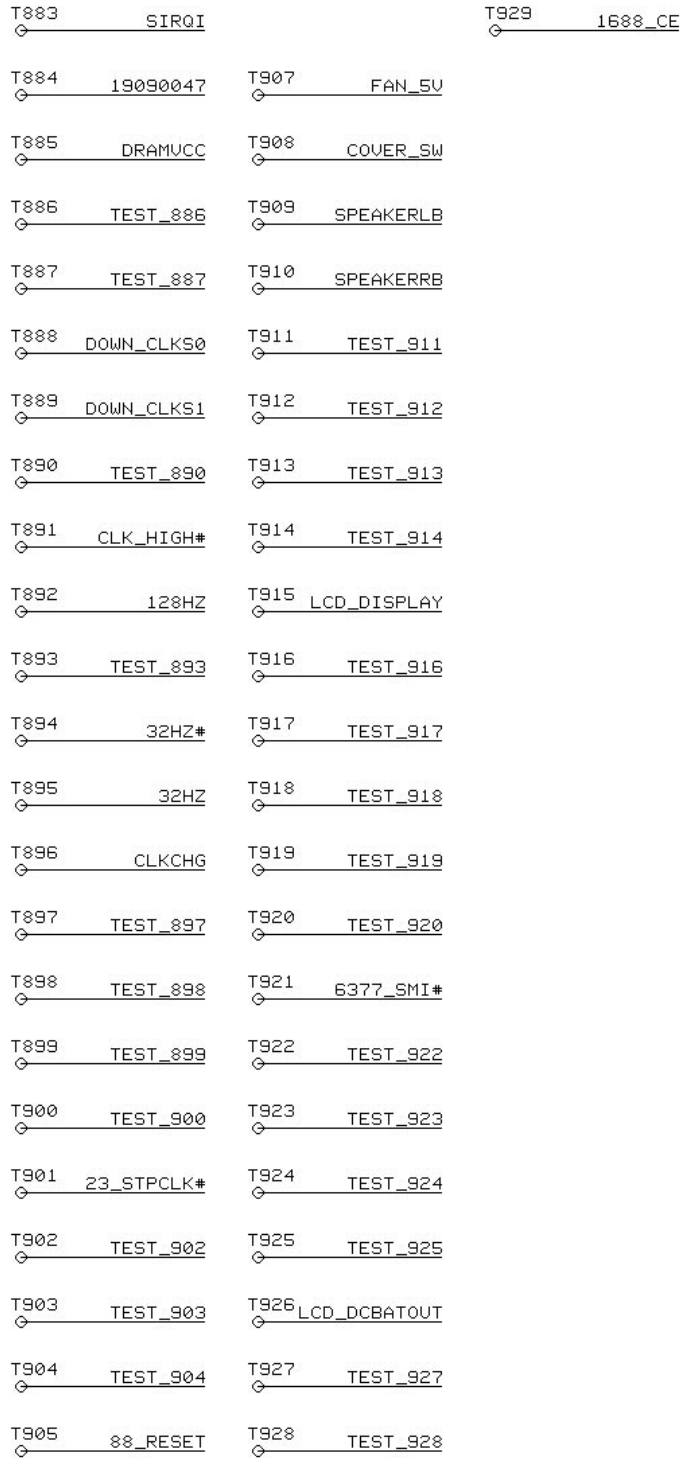 T883 SIRQI
T884 19090047
T885 DRAMVCC
T886 TEST_886
T887 TEST_887
T888 DOWN_CLKS0
T889 DOWN_CLKS1
T890 TEST_890
T891 CLK_HIGH#
T892 128HZ
T893 TEST_893
T894 32HZ#
T895 32HZ
T896 CLKCHG
T897 TEST_897
T898 TEST_898
T899 TEST_899
T900 TEST_900
T901 23_STPCLK#
T902 TEST_902
T903 TEST_903
T904 TEST_904
T905 88_RESET
T907 FAN_5V
T908 COVER_SW
T909 SPEAKERLB
T910 SPEAKERRB
T911 TEST_911
T912 TEST_912
T913 TEST_913
T914 TEST_914
T915 LCD_DISPLAY
T916 TEST_916
T917 TEST_917
T918 TEST_918
T919 TEST_919
T920 TEST_920
T921 6377_SMI#
T922 TEST_922
T923 TEST_923
T924 TEST_924
T925 TEST_925
T926 LCD_DCBATOUT
T927 TEST_927
T928 TEST_928
T929 1688_CE